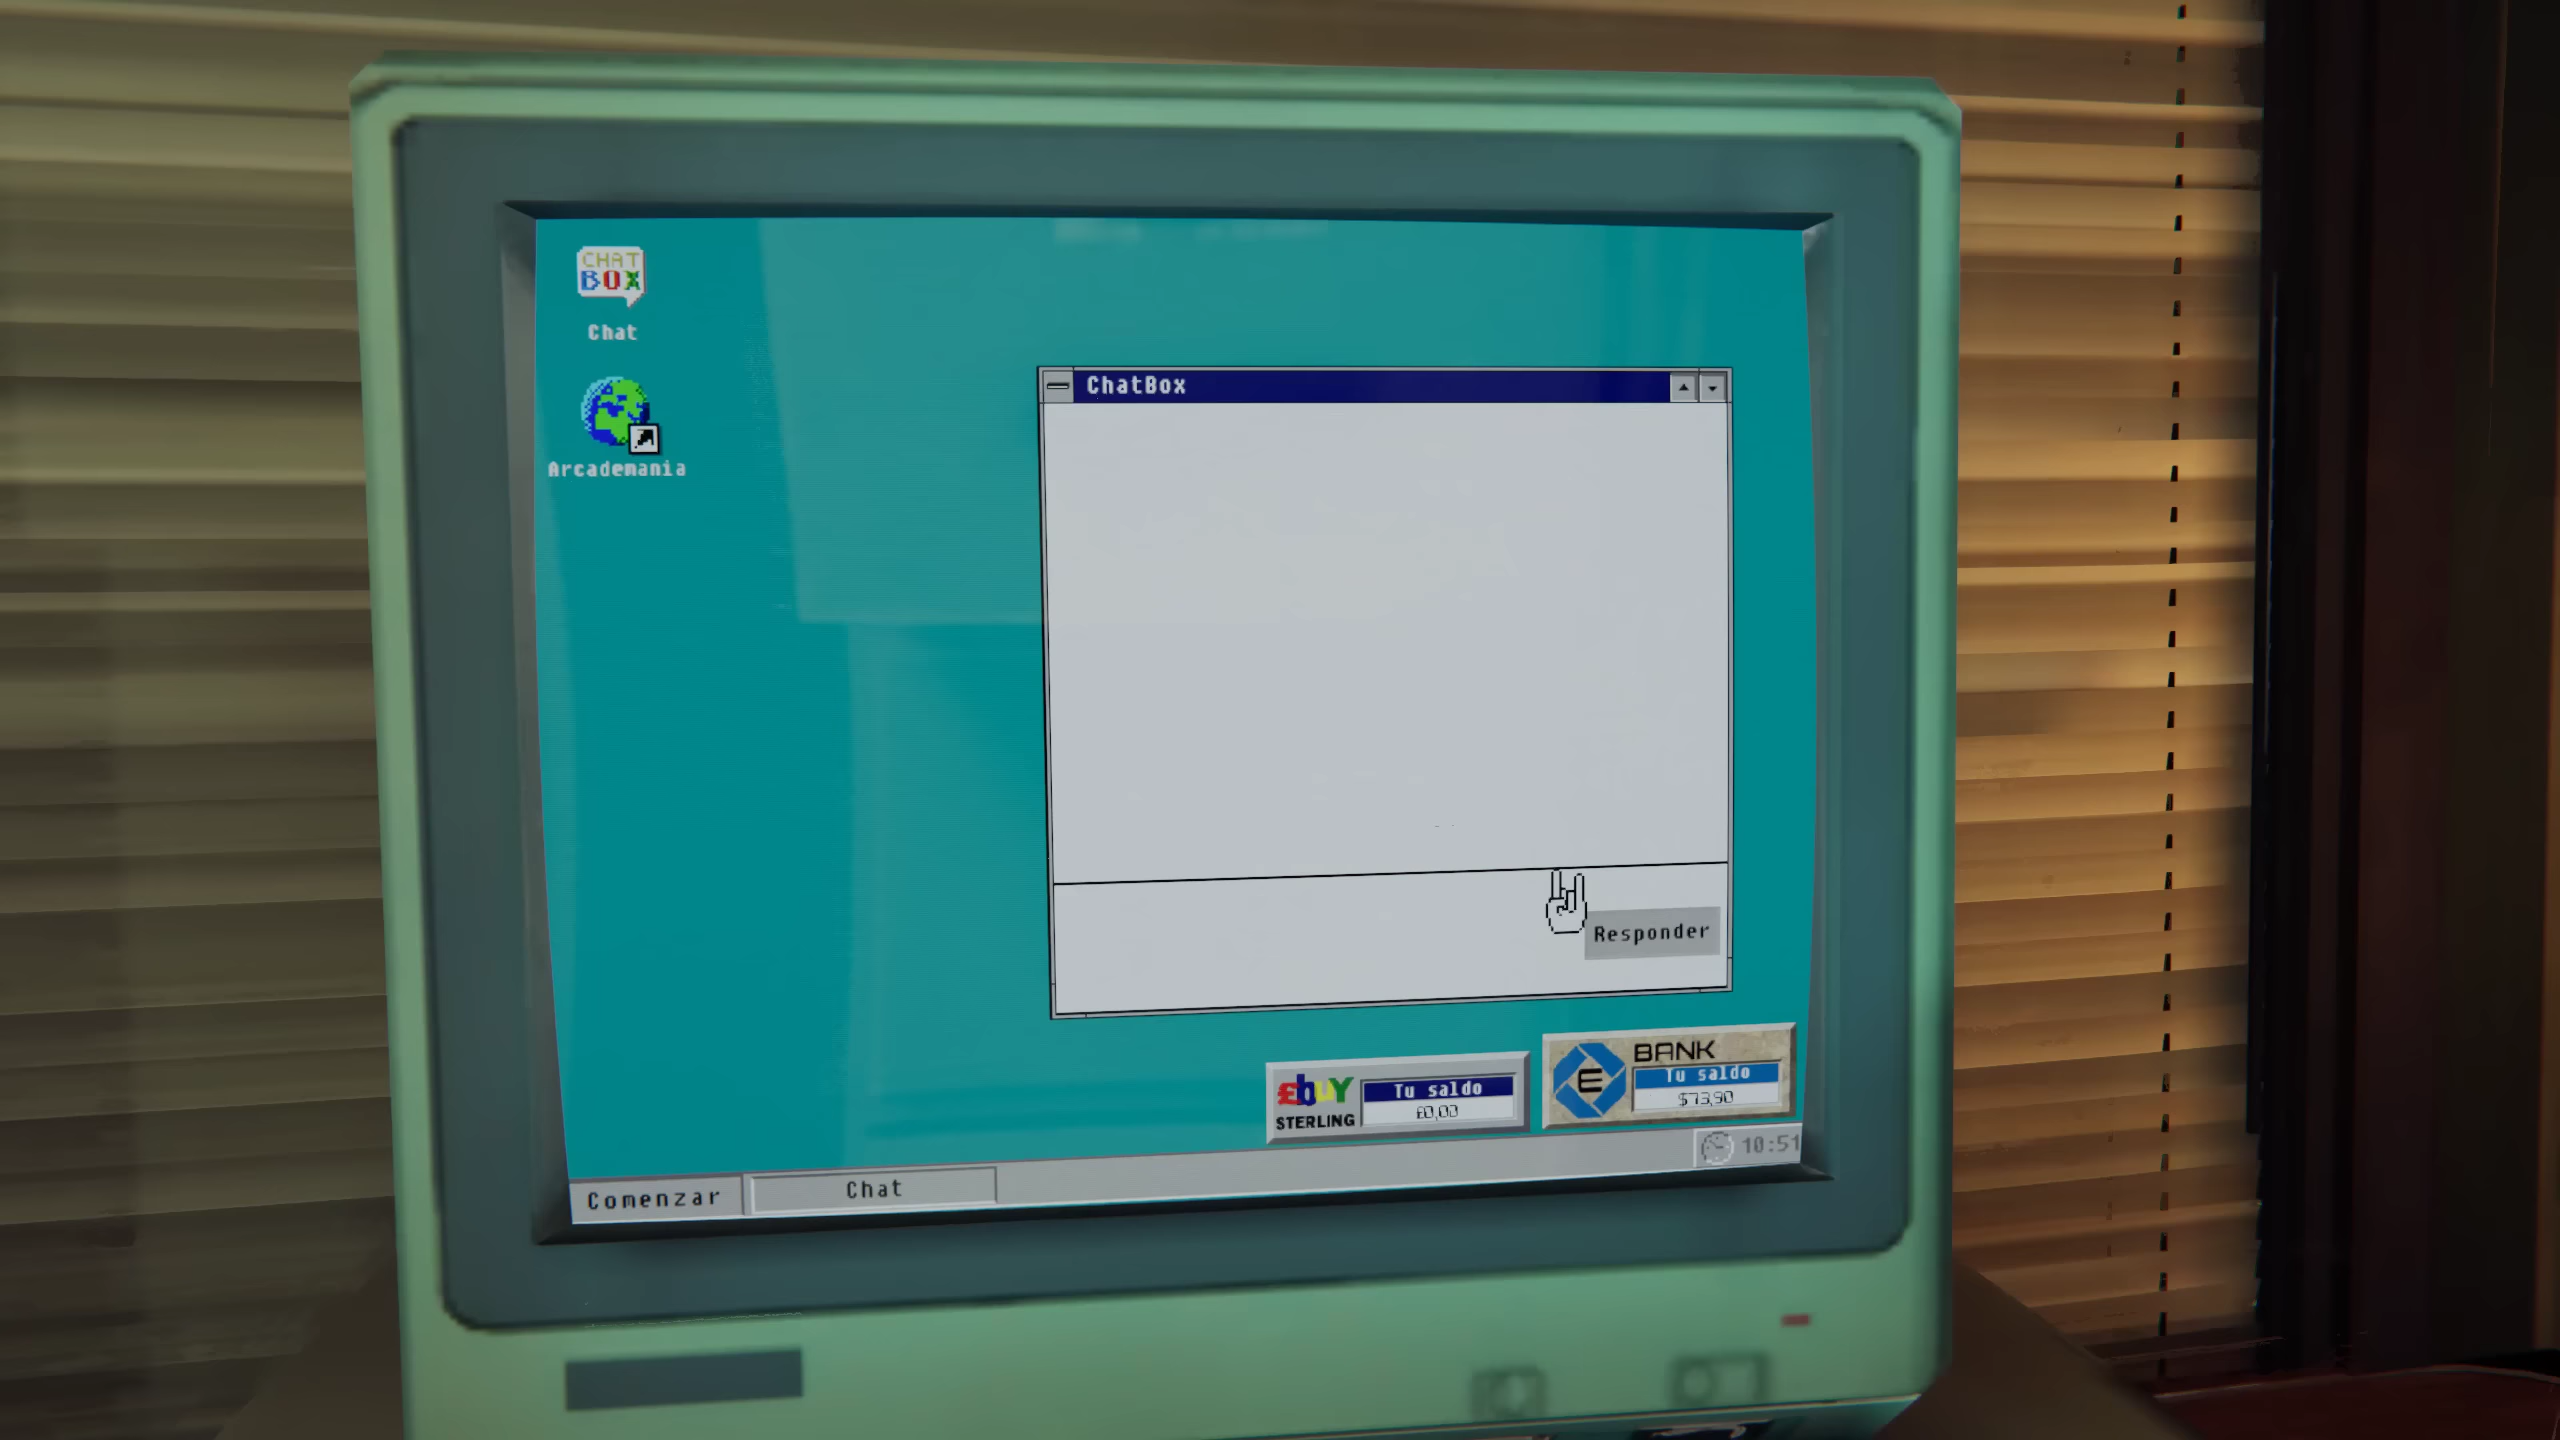 CHAT
BOX
Chat
Arcademania
ChatBox
Responder
£buY
STERLING
Tu saldo
£0,00
E
BANK
Tu saldo
$73,90
10:51
Comenzar
Chat